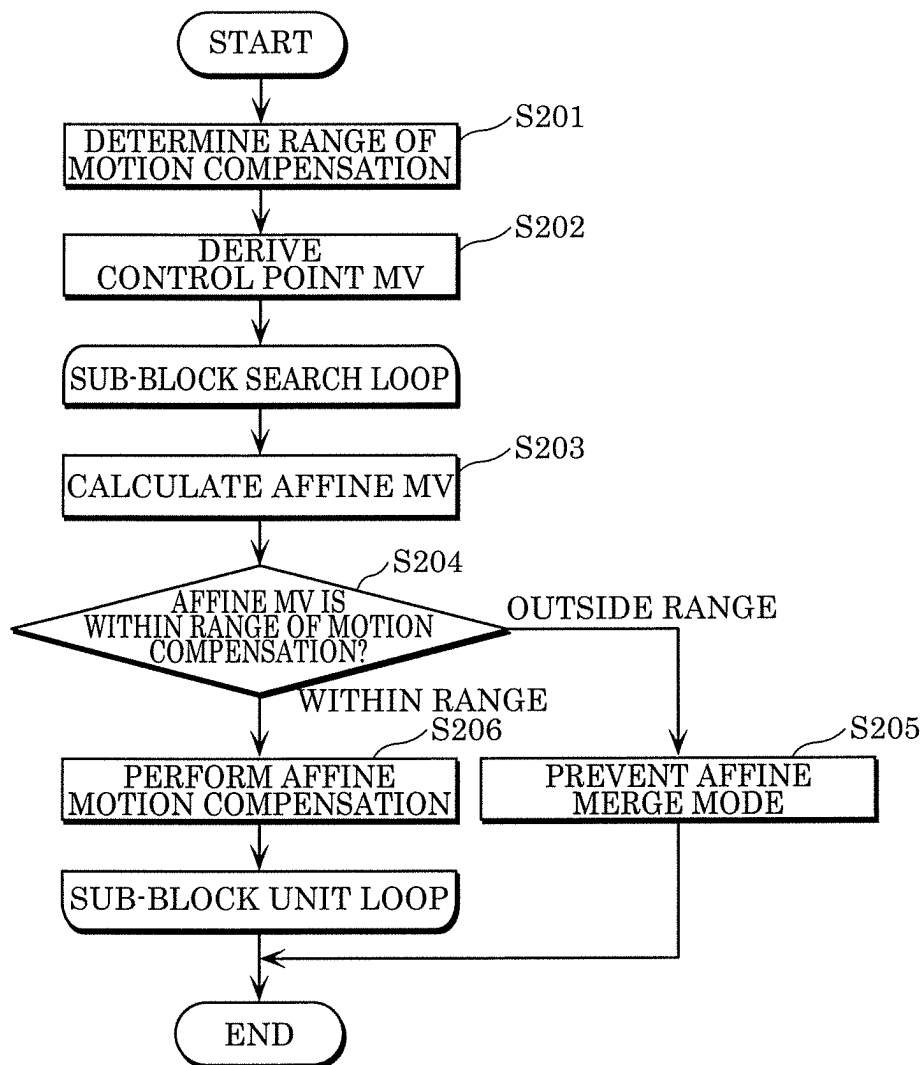 START
S201
DETERMINE RANGE OF
MOTION COMPENSATION
S202
DERIVE
CONTROL POINT MV
SUB-BLOCK SEARCH LOOP
S203
CALCULATE AFFINE MV
S204
AFFINE MV IS
WITHIN RANGE OF MOTION
COMPENSATION?
OUTSIDE RANGE
WITHIN RANGE
S206
PERFORM AFFINE
MOTION COMPENSATION
S205
PREVENT AFFINE
MERGE MODE
SUB-BLOCK UNIT LOOP
END